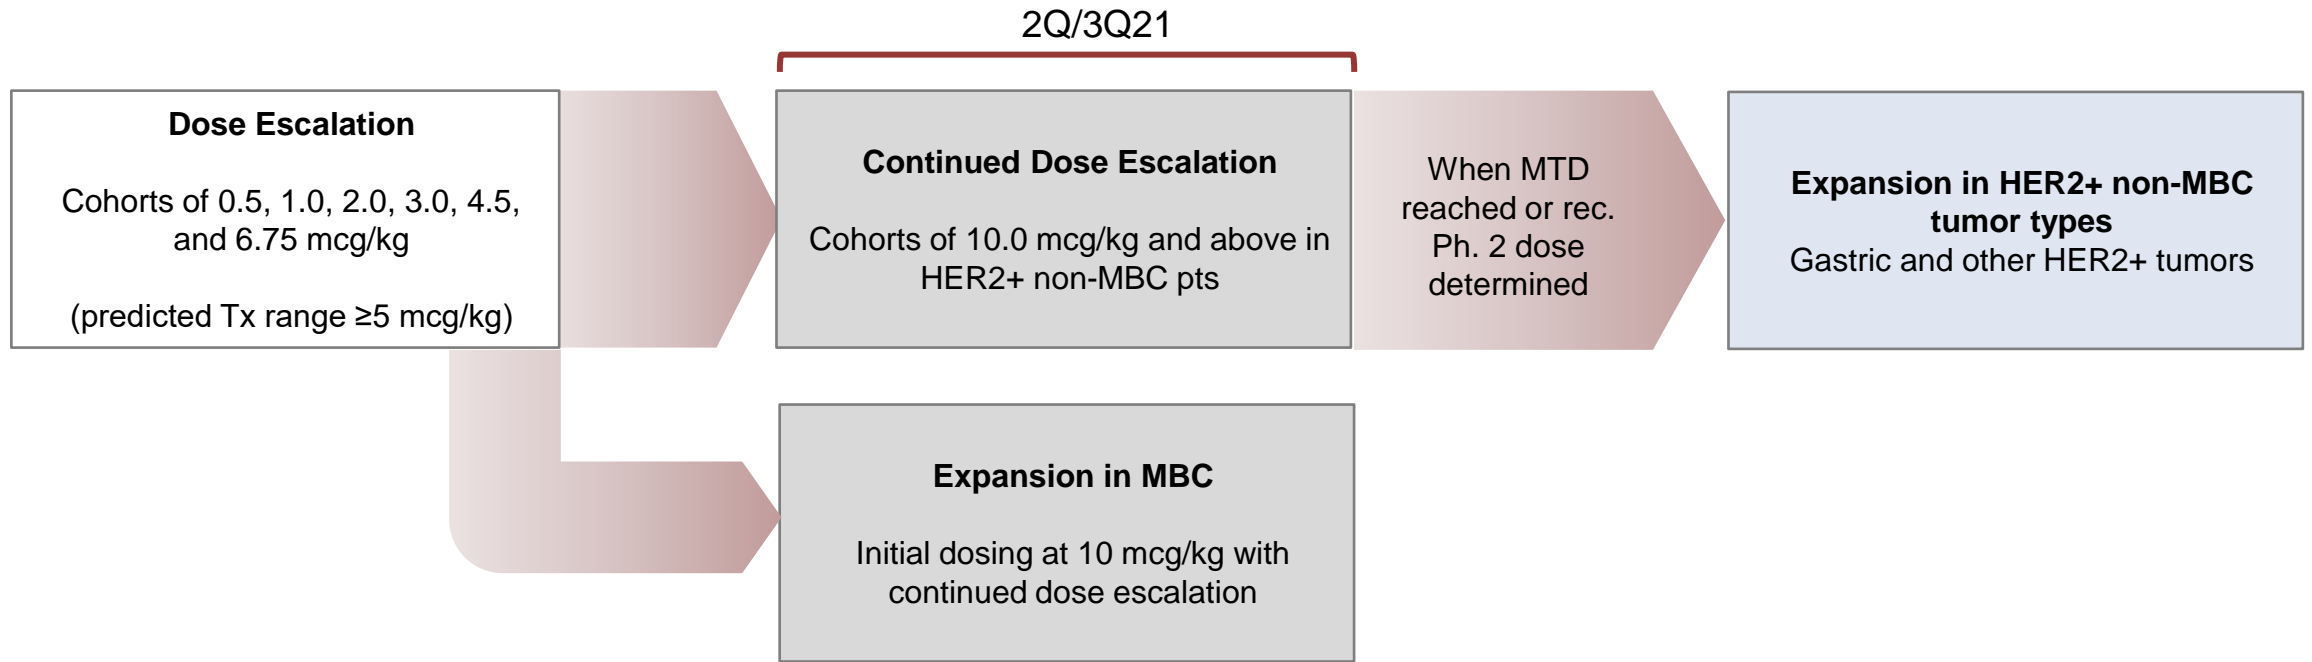 2Q/3Q21
Dose Escalation
Cohorts of 0.5, 1.0, 2.0, 3.0, 4.5,
and 6.75 mcg/kg
(predicted Tx range ≥5 mcg/kg)
Continued Dose Escalation
Cohorts of 10.0 mcg/kg and above in
HER2+ non-MBC pts
When MTD
reached or rec.
Ph. 2 dose
determined
Expansion in HER2+ non-MBC
tumor types
Gastric and other HER2+ tumors
Expansion in MBC
Initial dosing at 10 mcg/kg with
continued dose escalation